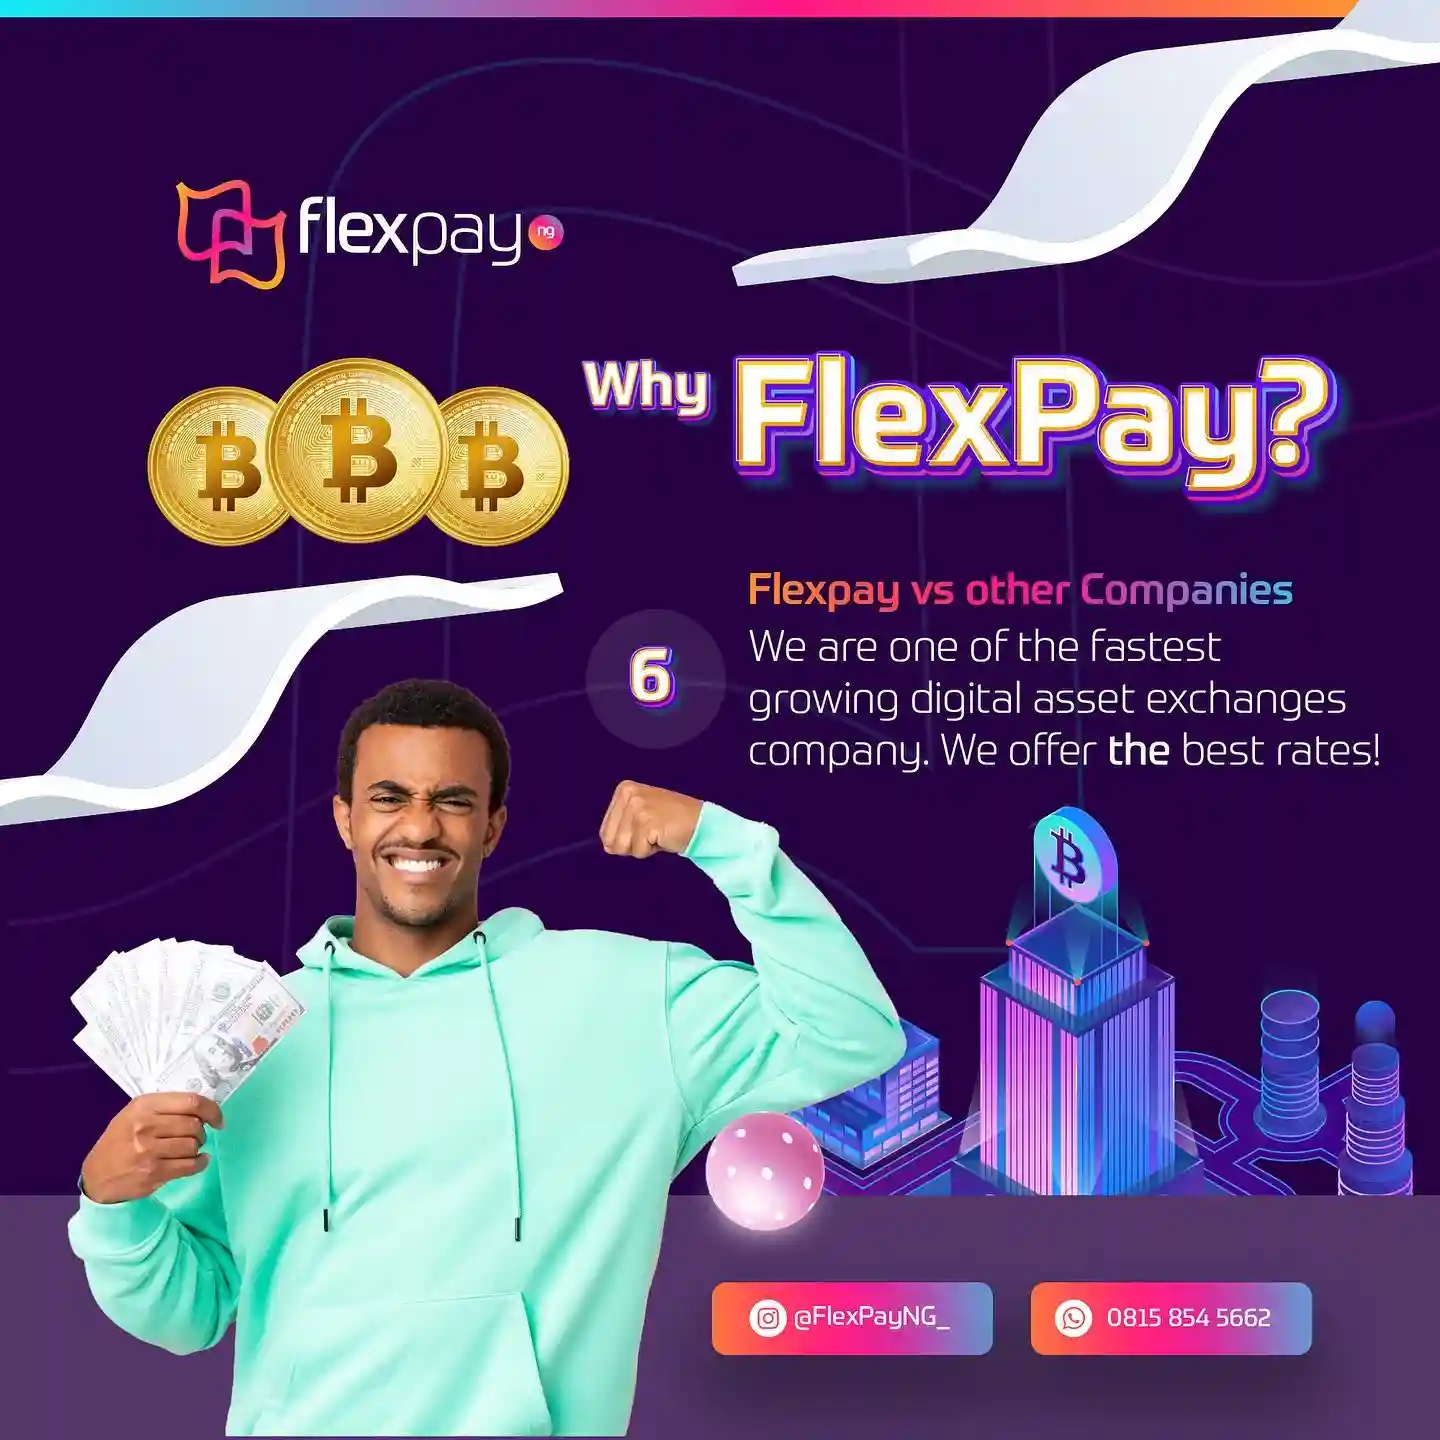 flexpay ng
Why FlexPay?
Flexpay vs other Companies
6
We are one of the fastest
growing digital asset exchanges
company. We offer the best rates!
@FlexPayNG_
0815 854 5662